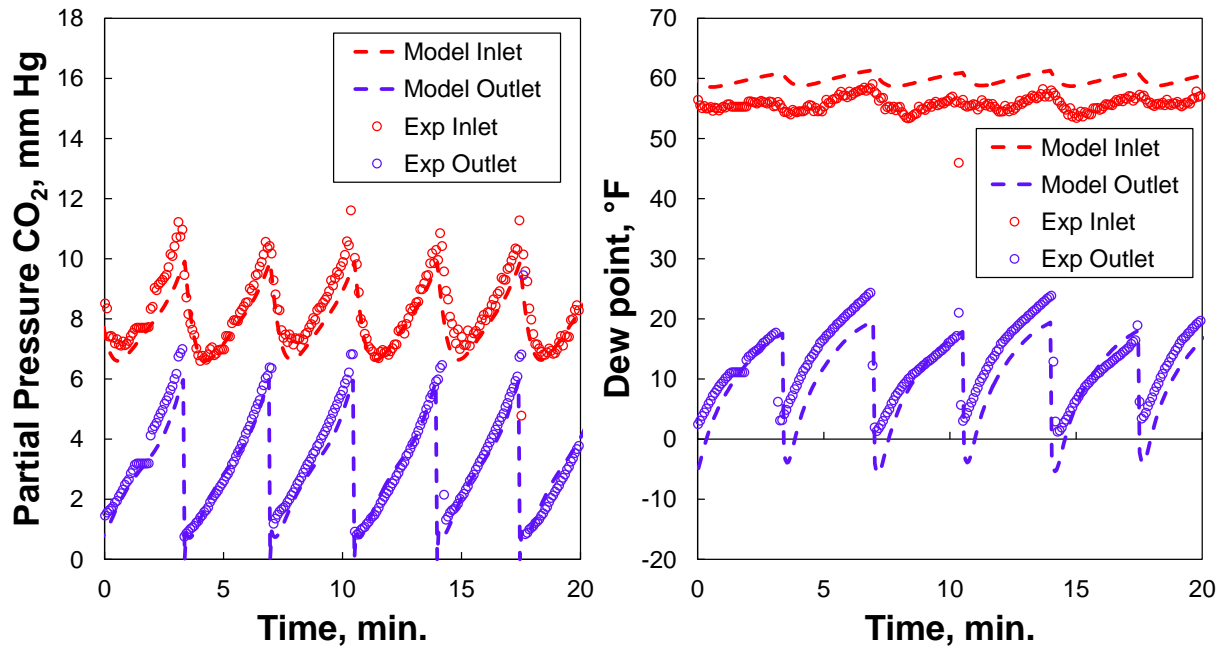 Partial Pressure CO₂, mm Hg
18
16
14
12
10
8
6
4
2
0
Model Inlet
Model Outlet
Exp Inlet
Exp Outlet
0 5 10 15 20
Time, min.
Dew point, °F
70
60
50
40
30
20
10
0
-10
-20
Model Inlet
Model Outlet
Exp Inlet
Exp Outlet
0 5 10 15 20
Time, min.